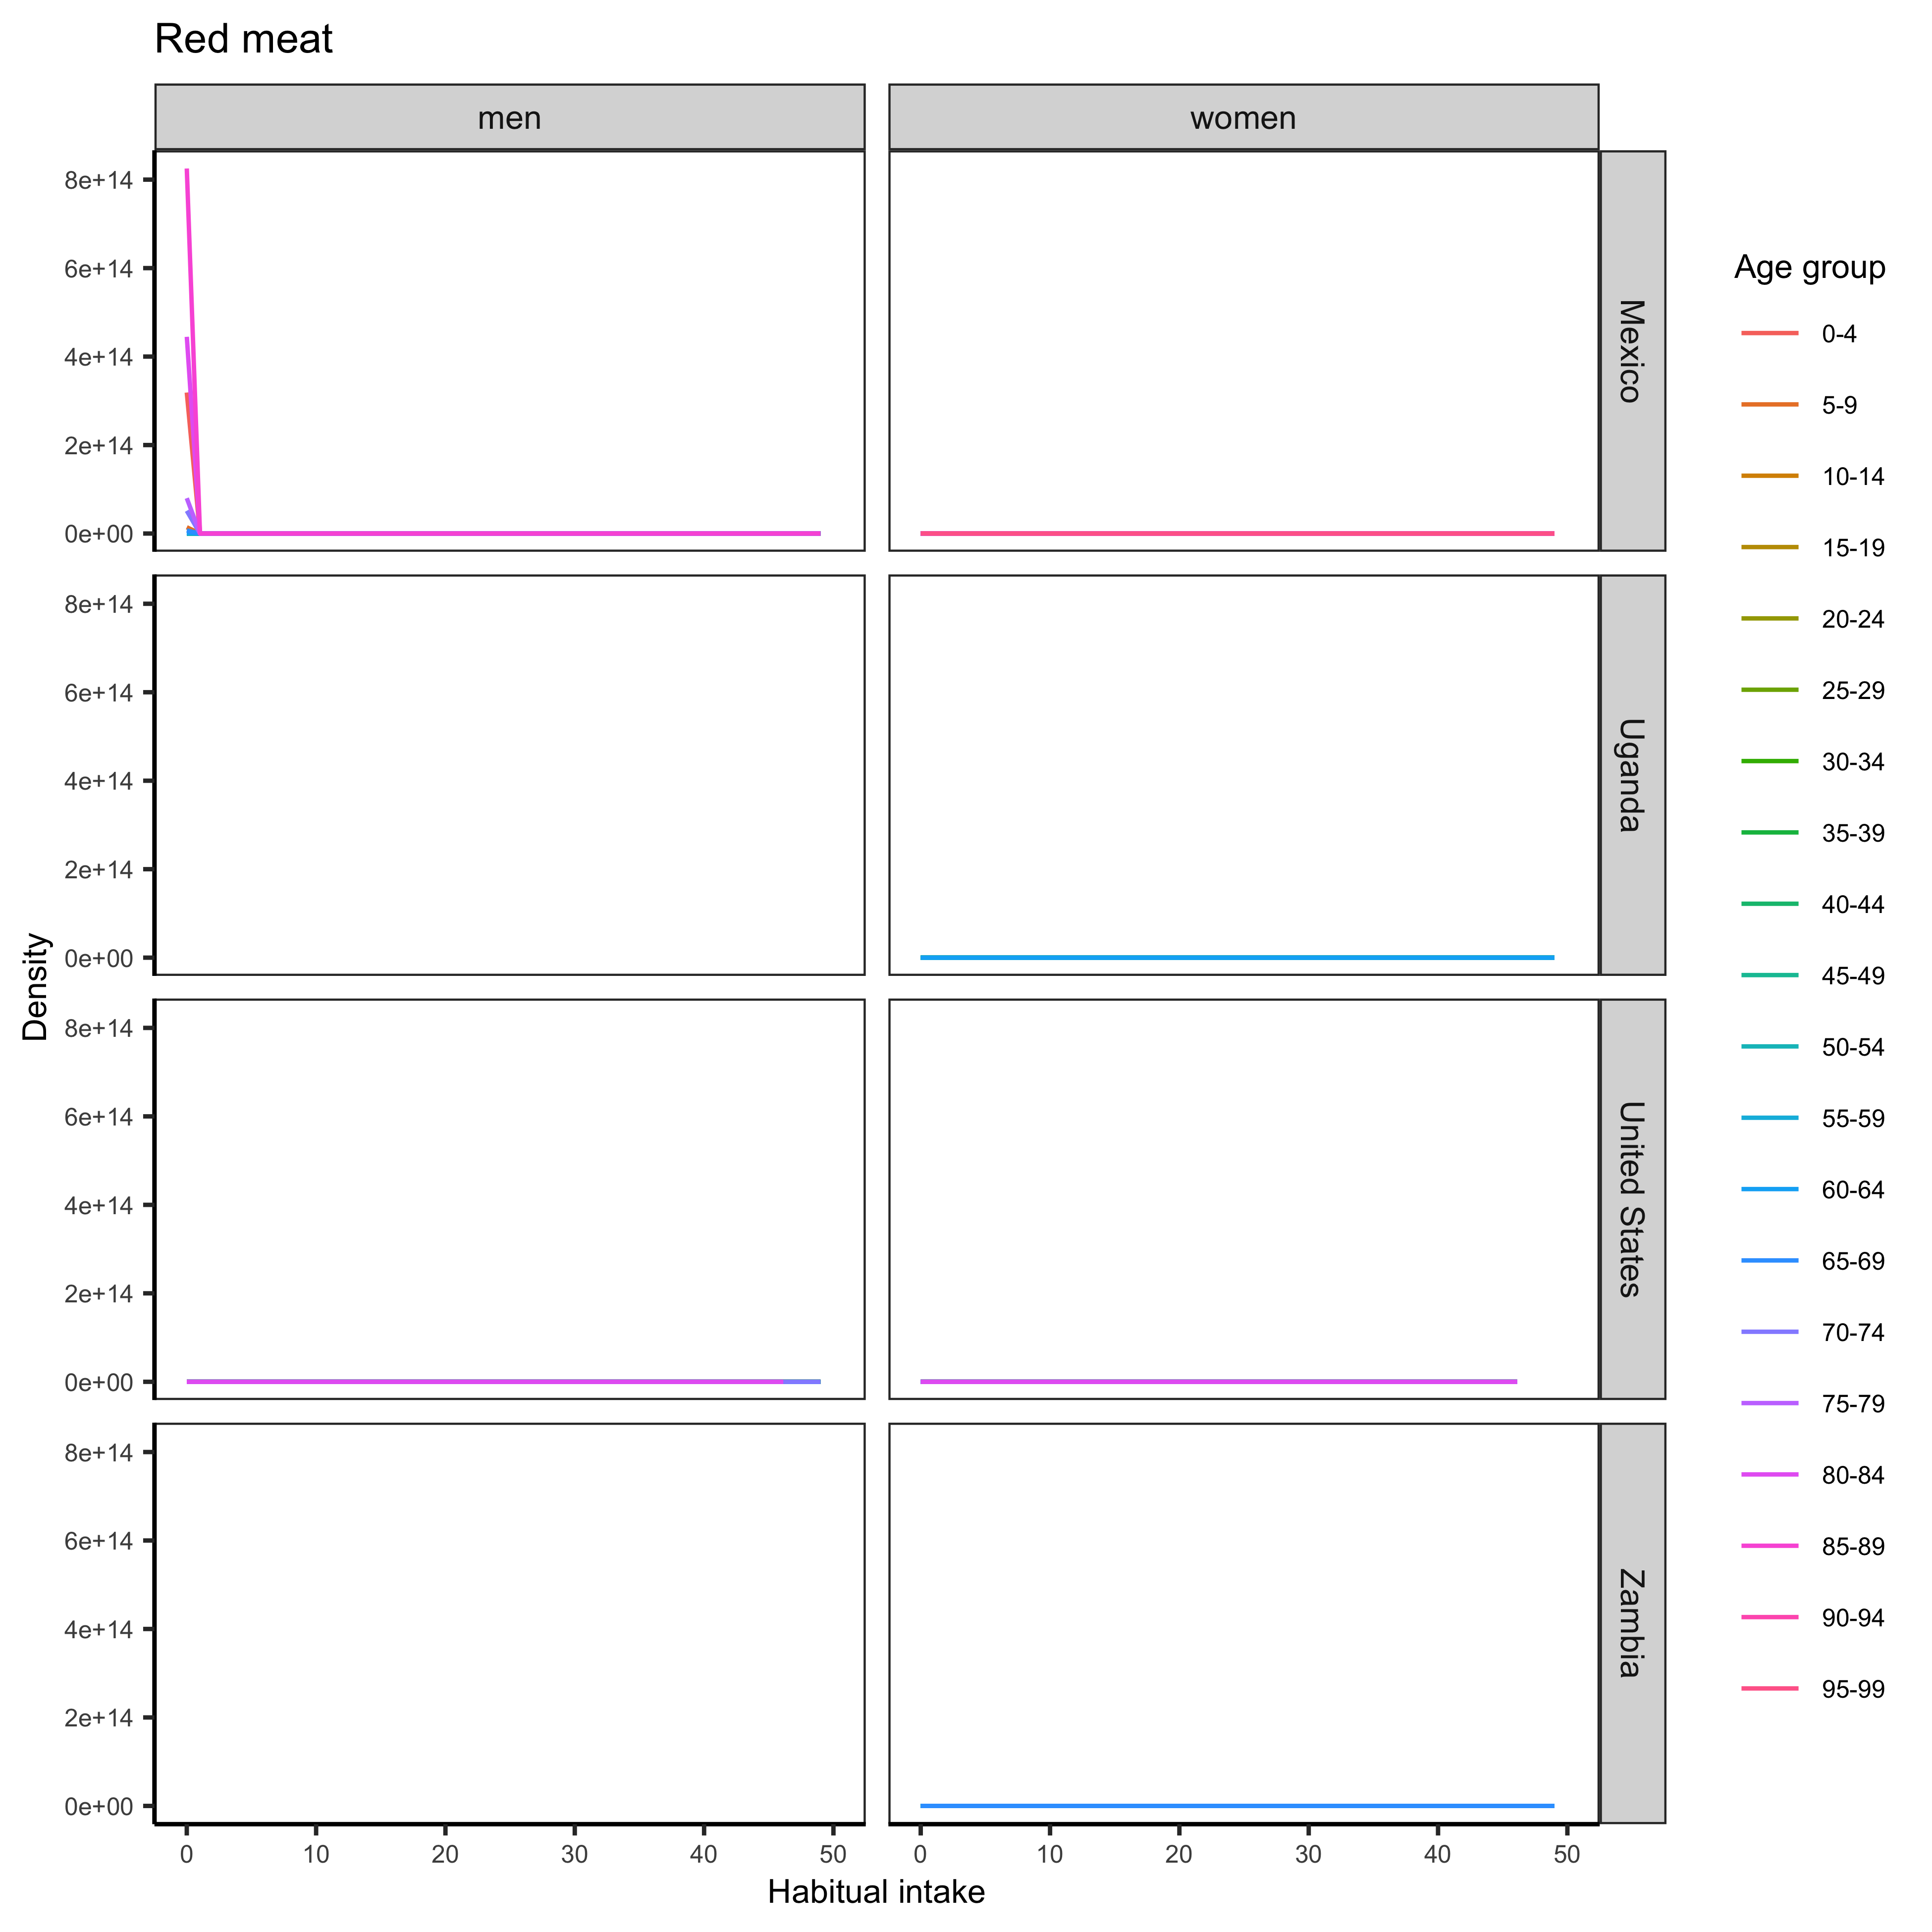 Red meat
men
women
8e+14
6e+14
4e+14
2e+14
0e+00
Mexico
8e+14
6e+14
4e+14
2e+14
0e+00
Uganda
8e+14
6e+14
4e+14
2e+14
0e+00
United States
8e+14
6e+14
4e+14
2e+14
0e+00
Zambia
0 10 20 30 40 50
0 10 20 30 40 50
Habitual intake
Density
Age group
0-4
5-9
10-14
15-19
20-24
25-29
30-34
35-39
40-44
45-49
50-54
55-59
60-64
65-69
70-74
75-79
80-84
85-89
90-94
95-99